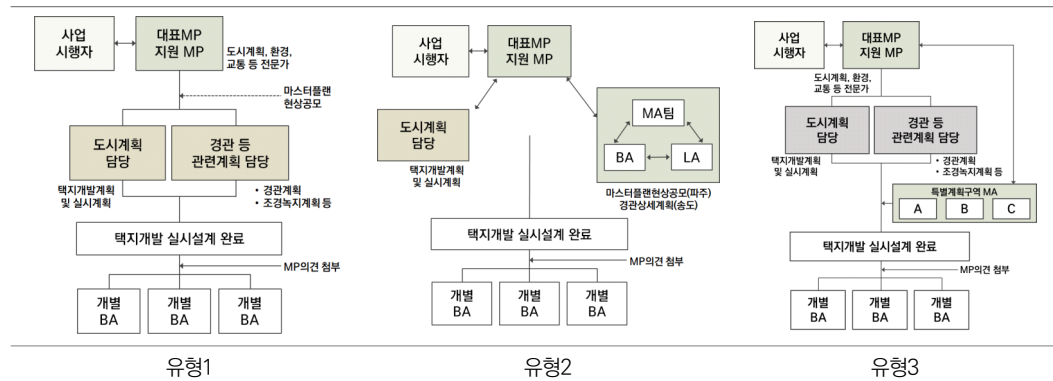 사업
시행자
대표MP
지원 MP
도시계획, 환경,
교통 등 전문가
마스터플랜
현상공모
도시계획
담당
경관 등
관련계획 담당
택지개발계획
및 실시계획
• 경관계획
• 조경녹지계획 등
택지개발 실시설계 완료
MP의견 첨부
개별
BA
개별
BA
개별
BA
유형1
사업
시행자
대표MP
지원 MP
도시계획
담당
택지개발계획
및 실시계획
MA팀
BA
LA
마스터플랜현상공모(파주)
경관상세계획(송도)
택지개발 실시설계 완료
MP의견 첨부
개별
BA
개별
BA
개별
BA
유형2
사업
시행자
대표MP
지원 MP
도시계획, 환경,
교통 등 전문가
도시계획
담당
경관 등
관련계획 담당
택지개발계획
및 실시계획
• 경관계획
• 조경녹지계획 등
특별계획구역 MA
A
B
C
택지개발 실시설계 완료
MP의견 첨부
개별
BA
개별
BA
개별
BA
유형3